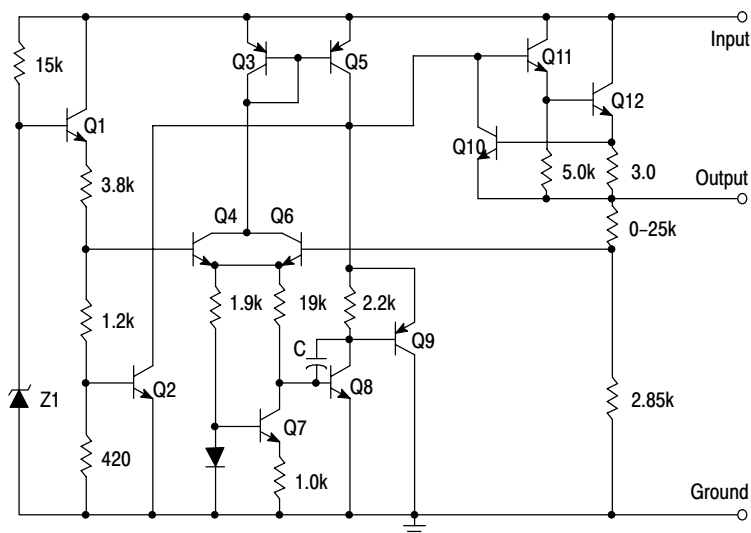 Input
15k
Q3
Q5
Q11
Q12
Q1
Q10
3.8k
5.0k
3.0
Output
Q4
Q6
0–25k
1.9k
19k
2.2k
1.2k
C
Q9
Z1
Q2
Q8
2.85k
Q7
420
1.0k
Ground